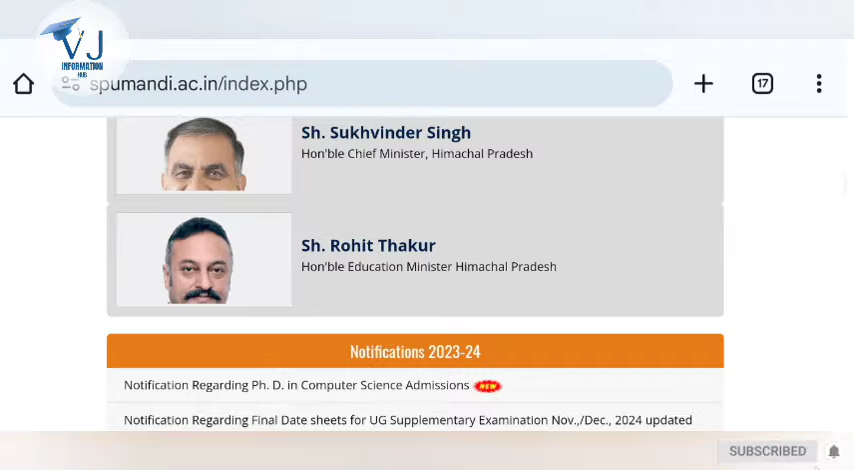 VJ
INFORMATION
HUB
spumandi.ac.in/index.php
17
Sh. Sukhvinder Singh
Hon'ble Chief Minister, Himachal Pradesh
Sh. Rohit Thakur
Hon'ble Education Minister Himachal Pradesh
Notifications 2023-24
Notification Regarding Ph. D. in Computer Science Admissions NEW
Notification Regarding Final Date sheets for UG Supplementary Examination Nov.,/Dec., 2024 updated
SUBSCRIBED